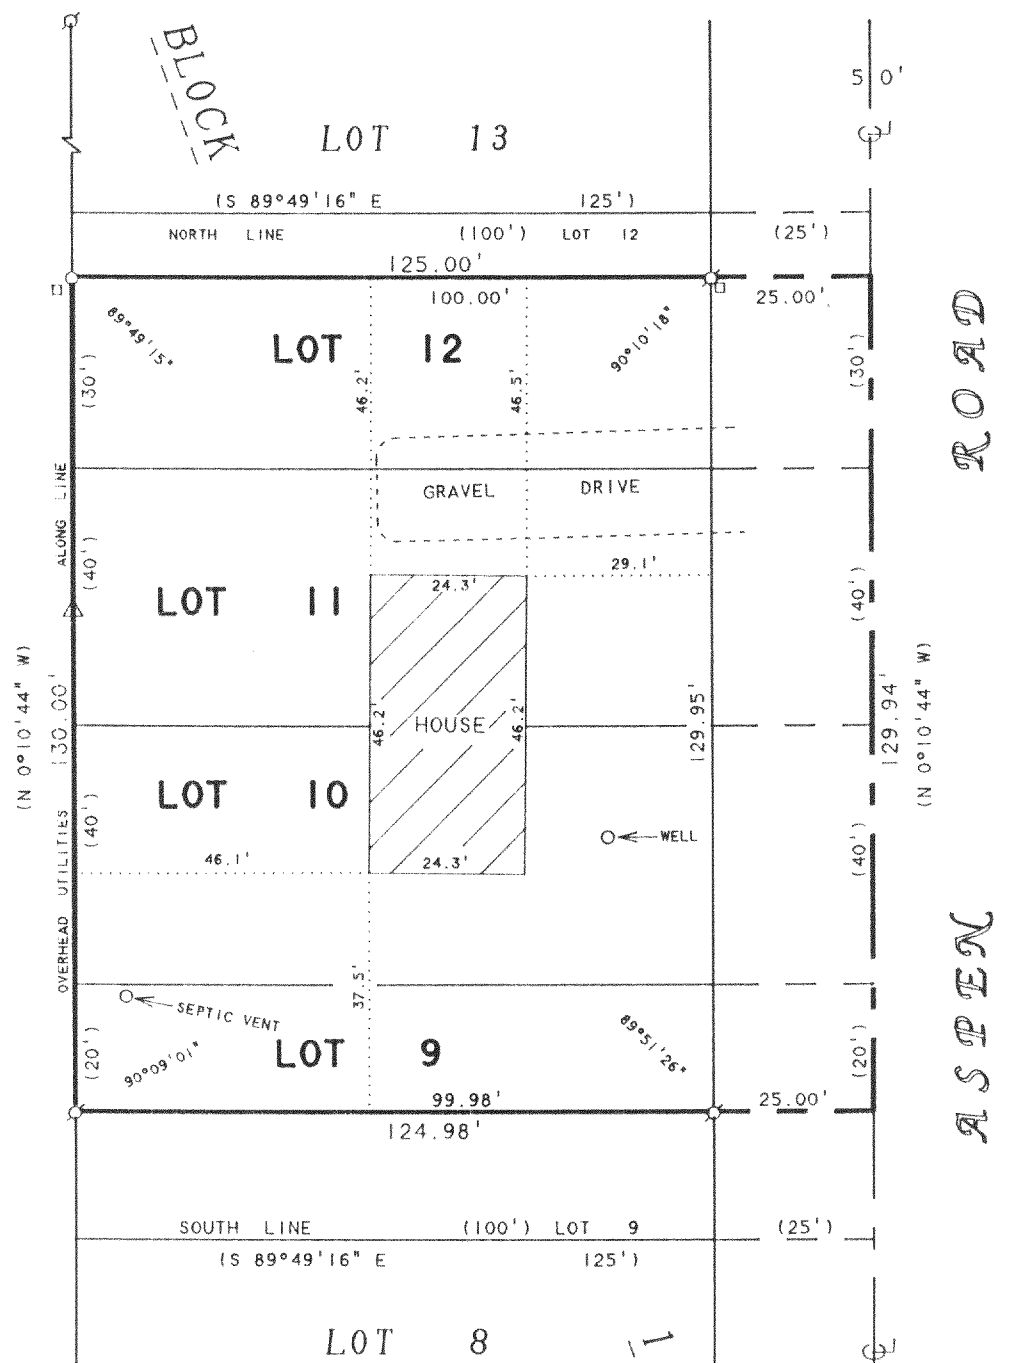 BLOCK
5 0'
LOT 13
(S 89°49'16" E 125')
NORTH LINE (100') LOT 12 (25')
125.00'
100.00' 25.00'
89°49'15"
LOT 12
90°10'18"
(30') 46.2' 46.5' (30')
ROAD
GRAVEL DRIVE
ALONG LINE
(40')
29.1'
24.3'
(40')
LOT 11
(N 0°10'44" W)
130.00'
46.2'
HOUSE
46.2'
129.95'
129.94'
(N 0°10'44" W)
LOT 10
(40')
OVERHEAD UTILITIES
WELL
(40')
46.1' 24.3'
ASPEN
37.5'
SEPTIC VENT
(20')
90°09'01"
LOT 9
89°51'26"
(20')
99.98' 25.00'
124.98'
SOUTH LINE (100') LOT 9 (25')
(S 89°49'16" E 125')
LOT 8
1